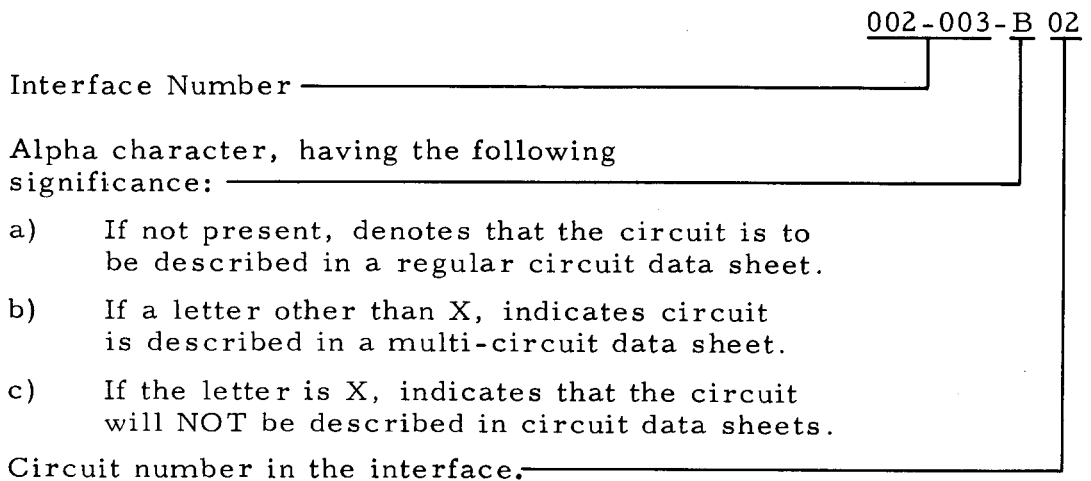 002-003-B 02
Interface Number
Alpha character, having the following
significance:
a) If not present, denotes that the circuit is to
be described in a regular circuit data sheet.
b) If a letter other than X, indicates circuit
is described in a multi-circuit data sheet.
c) If the letter is X, indicates that the circuit
will NOT be described in circuit data sheets.
Circuit number in the interface.